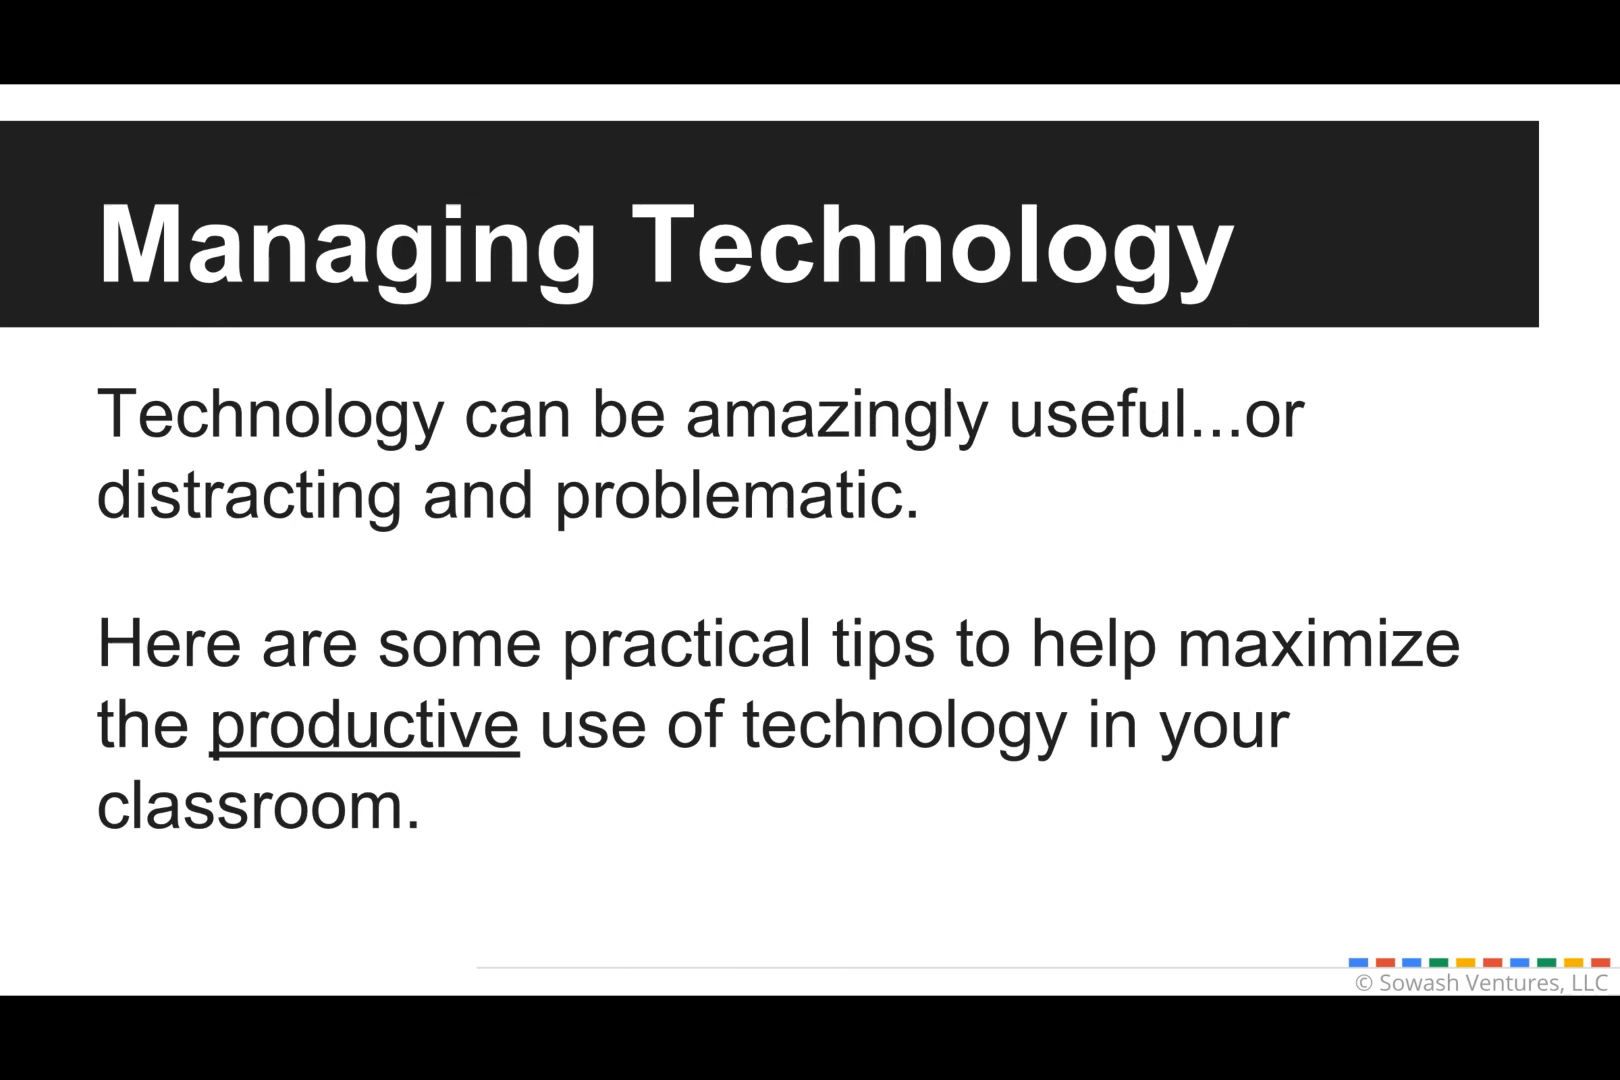 Managing Technology
Technology can be amazingly useful...or
distracting and problematic.
Here are some practical tips to help maximize
the productive use of technology in your
classroom.
© Sowash Ventures, LLC